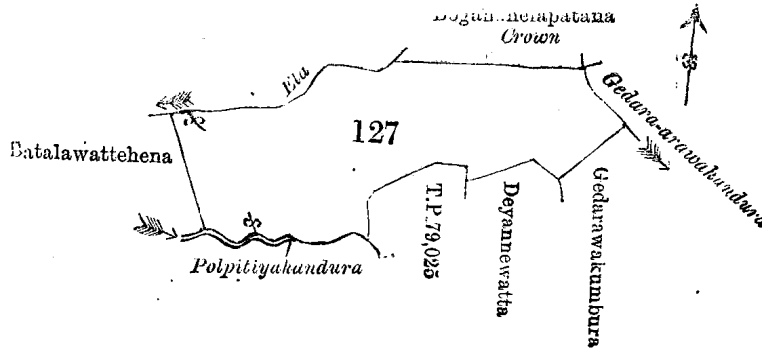 Crown
Ela
Gedara-arawakandura
127
Batalawattehena
T.P.79,025
Deyannewatta
Gedarawakumbura
Polpitiyakandura